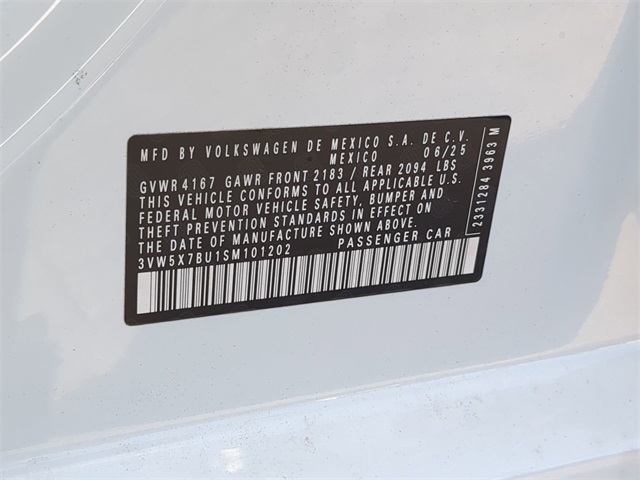 MFD BY VOLKSWAGEN DE MEXICO S.A. DE C.V.
MEXICO 06/25
GVWR 4167 GAWR FRONT 2183 / REAR 2094 LBS
THIS VEHICLE CONFORMS TO ALL APPLICABLE U.S.
FEDERAL MOTOR VEHICLE SAFETY, BUMPER AND
THEFT PREVENTION STANDARDS IN EFFECT ON
THE DATE OF MANUFACTURE SHOWN ABOVE.
3VW5X7BU1SM101202 PASSENGER CAR
2331284 3963 M